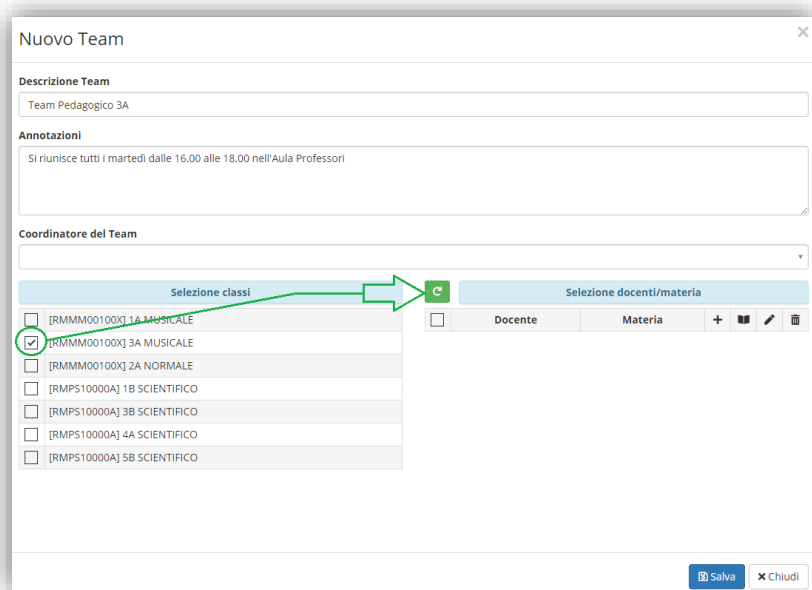 Nuovo Team
Descrizione Team
Team Pedagogico 3A
Annotazioni
Si riunisce tutti i martedì dalle 16.00 alle 18.00 nell'Aula Professori
Coordinatore del Team
Selezione classi
Selezione docenti/materia
[RMMM00100X] 1A MUSICALE
[RMMM00100X] 3A MUSICALE
[RMMM00100X] 2A NORMALE
[RMPS10000A] 1B SCIENTIFICO
[RMPS10000A] 3B SCIENTIFICO
[RMPS10000A] 4A SCIENTIFICO
[RMPS10000A] 5B SCIENTIFICO
Docente Materia
Salva Chiudi